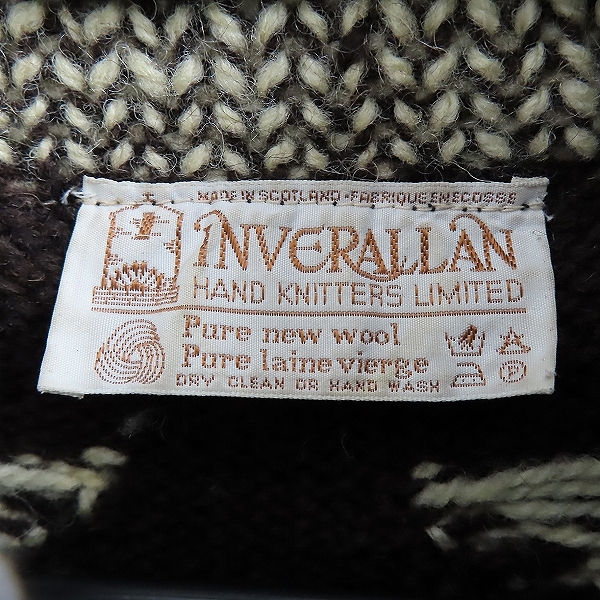 MADE IN SCOTLAND - FABRIQUE EN ECOSSE
INVERALLAN
HAND KNITTERS LIMITED
Pure new wool
Pure laine vierge
DRY CLEAN OR HAND WASH
P